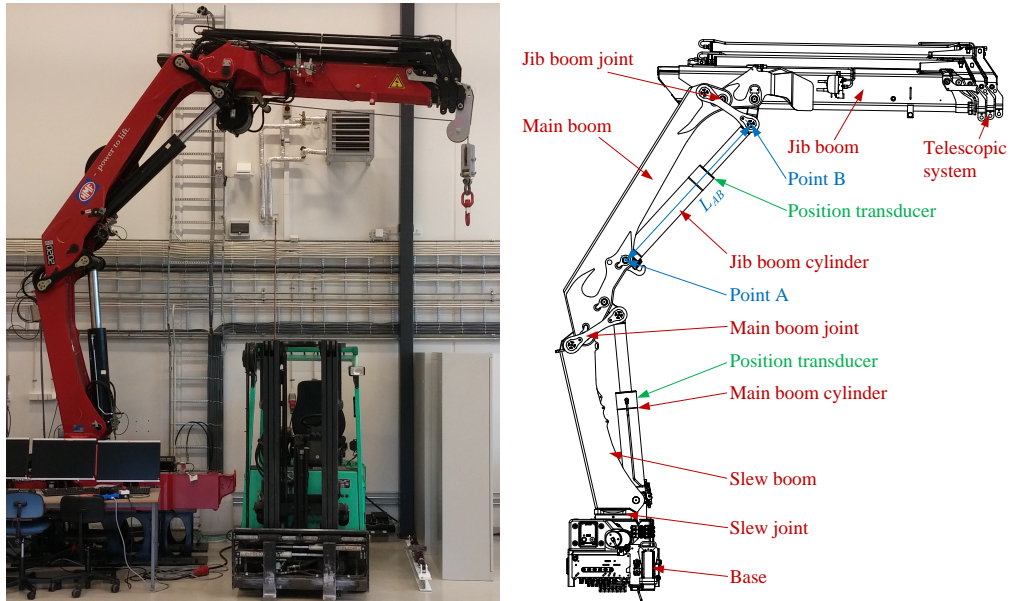 - power to lift
Jib boom joint
Main boom
Jib boom
Telescopic
system
Point B
Position transducer
L_AB
Jib boom cylinder
Point A
Main boom joint
Position transducer
Main boom cylinder
Slew boom
Slew joint
Base